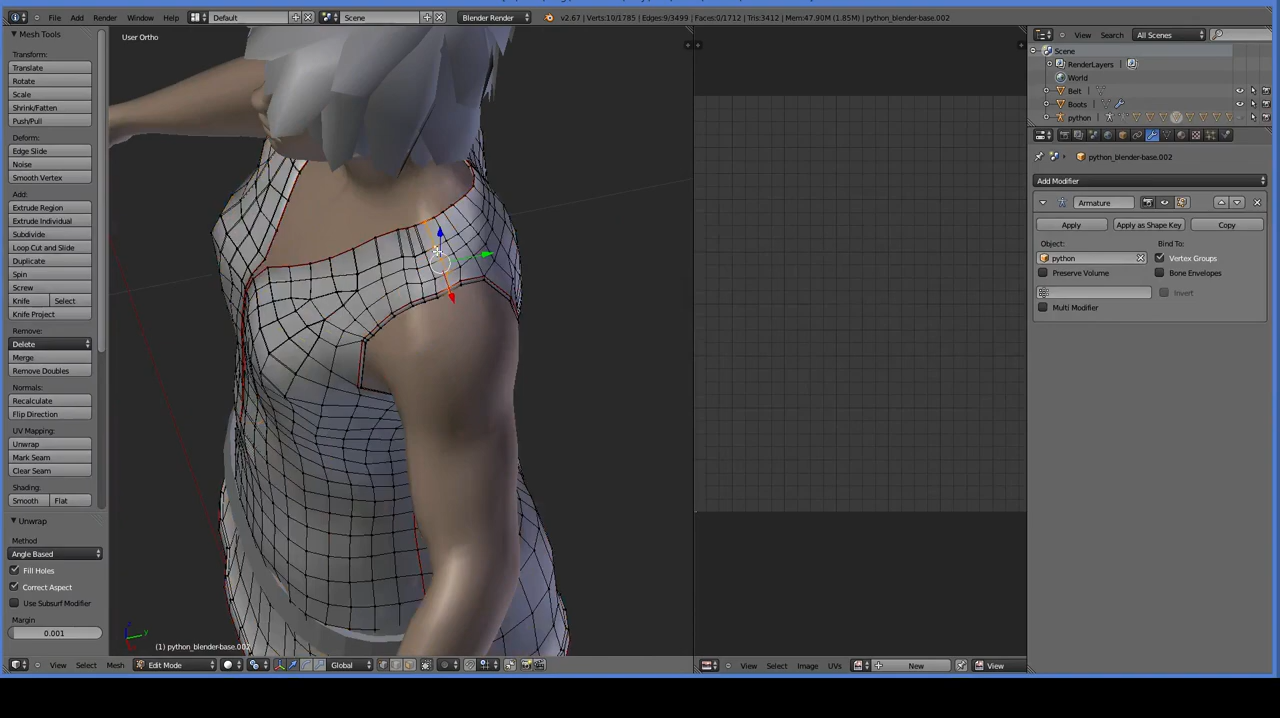 File Add Render Window Help Default Scene Blender Render v2.67 | Verts:10/1785 | Edges:9/3499 | Faces:0/1712 | Tris:3412 | Mem:47.90M (1.85M) | python_blender-base.002
Mesh Tools
Transform:
Translate
Rotate
Scale
Shrink/Fatten
Push/Pull
Deform:
Edge Slide
Noise
Smooth Vertex
Add:
Extrude Region
Extrude Individual
Subdivide
Loop Cut and Slide
Duplicate
Spin
Screw
Knife Select
Knife Project
Remove:
Delete
Merge
Remove Doubles
Normals:
Recalculate
Flip Direction
UV Mapping:
Unwrap
Mark Seam
Clear Seam
Shading:
Smooth Flat
Unwrap
Method
Angle Based
Fill Holes
Correct Aspect
Use Subsurf Modifier
Margin
0.001
User Ortho
z
y
(1) python_blender-base.002
View Select Mesh Edit Mode Global
View Select Image UVs New View
View Search All Scenes
Scene
RenderLayers
World
Belt
Boots
python
python_blender-base.002
Add Modifier
Armature
Apply Apply as Shape Key Copy
Object: Bind To:
python Vertex Groups
Preserve Volume Bone Envelopes
Invert
Multi Modifier